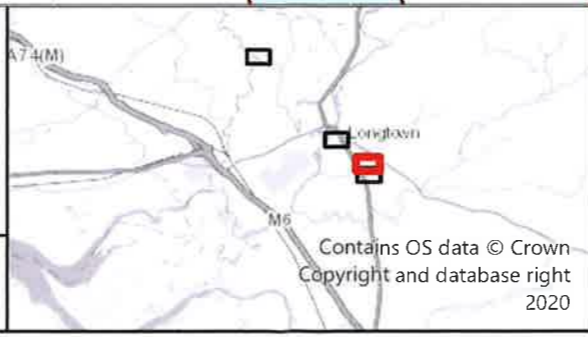 A74(M)
Longtown
M6
Contains OS data © Crown
Copyright and database right
2020